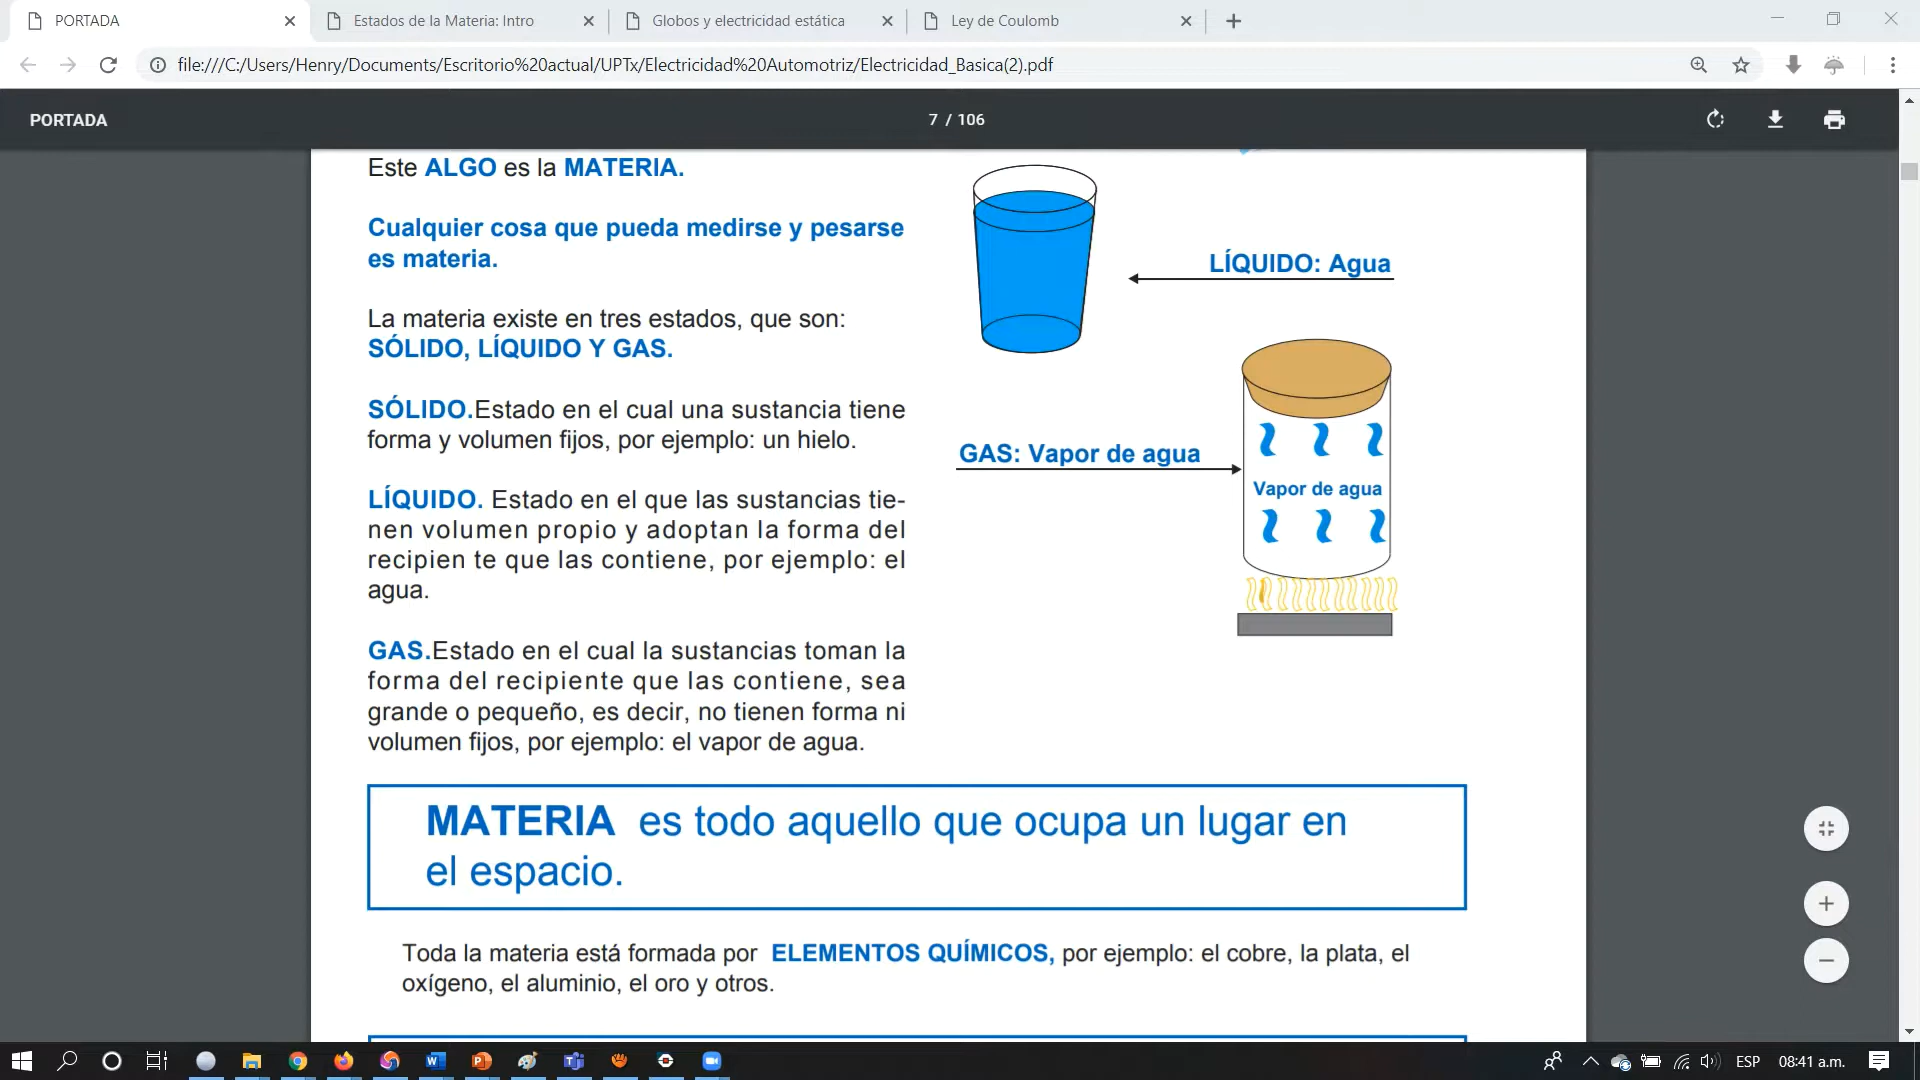 PORTADA
Estados de la Materia: Intro
Globos y electricidad estática
Ley de Coulomb
file:///C:/Users/Henry/Documents/Escritorio%20actual/UPTx/Electricidad%20Automotriz/Electricidad_Basica(2).pdf
PORTADA
7 / 106
Este ALGO es la MATERIA.
Cualquier cosa que pueda medirse y pesarse
es materia.
La materia existe en tres estados, que son:
SÓLIDO, LÍQUIDO Y GAS.
SÓLIDO.Estado en el cual una sustancia tiene
forma y volumen fijos, por ejemplo: un hielo.
LÍQUIDO. Estado en el que las sustancias tie-
nen volumen propio y adoptan la forma del
recipien te que las contiene, por ejemplo: el
agua.
GAS.Estado en el cual la sustancias toman la
forma del recipiente que las contiene, sea
grande o pequeño, es decir, no tienen forma ni
volumen fijos, por ejemplo: el vapor de agua.
LÍQUIDO: Agua
GAS: Vapor de agua
Vapor de agua
MATERIA es todo aquello que ocupa un lugar en
el espacio.
Toda la materia está formada por ELEMENTOS QUÍMICOS, por ejemplo: el cobre, la plata, el
oxígeno, el aluminio, el oro y otros.
ESP
08:41 a.m.